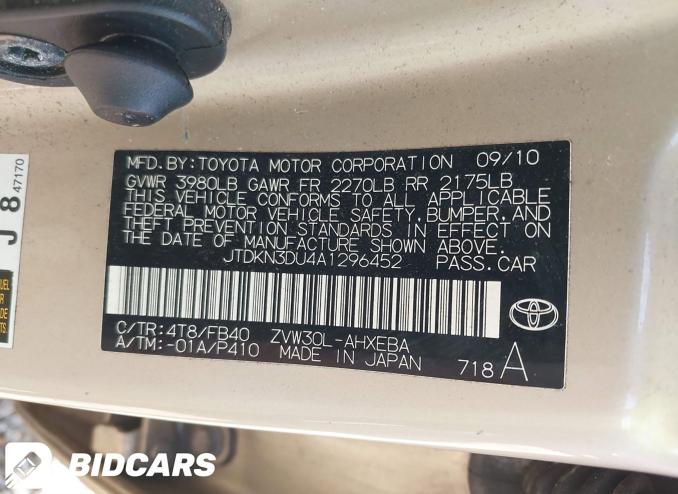 MFD. BY: TOYOTA MOTOR CORPORATION 09/10
GVWR 3980LB GAWR FR 2270LB RR 2175LB
THIS VEHICLE CONFORMS TO ALL APPLICABLE
FEDERAL MOTOR VEHICLE SAFETY, BUMPER, AND
THEFT PREVENTION STANDARDS IN EFFECT ON
THE DATE OF MANUFACTURE SHOWN ABOVE.
JTDKN3DU4A1296452 PASS. CAR
C/TR: 4T8/FB40 ZVW30L-AHXEBA
A/TM: -01A/P410 MADE IN JAPAN 718 A
J 8 47170
BIDCARS